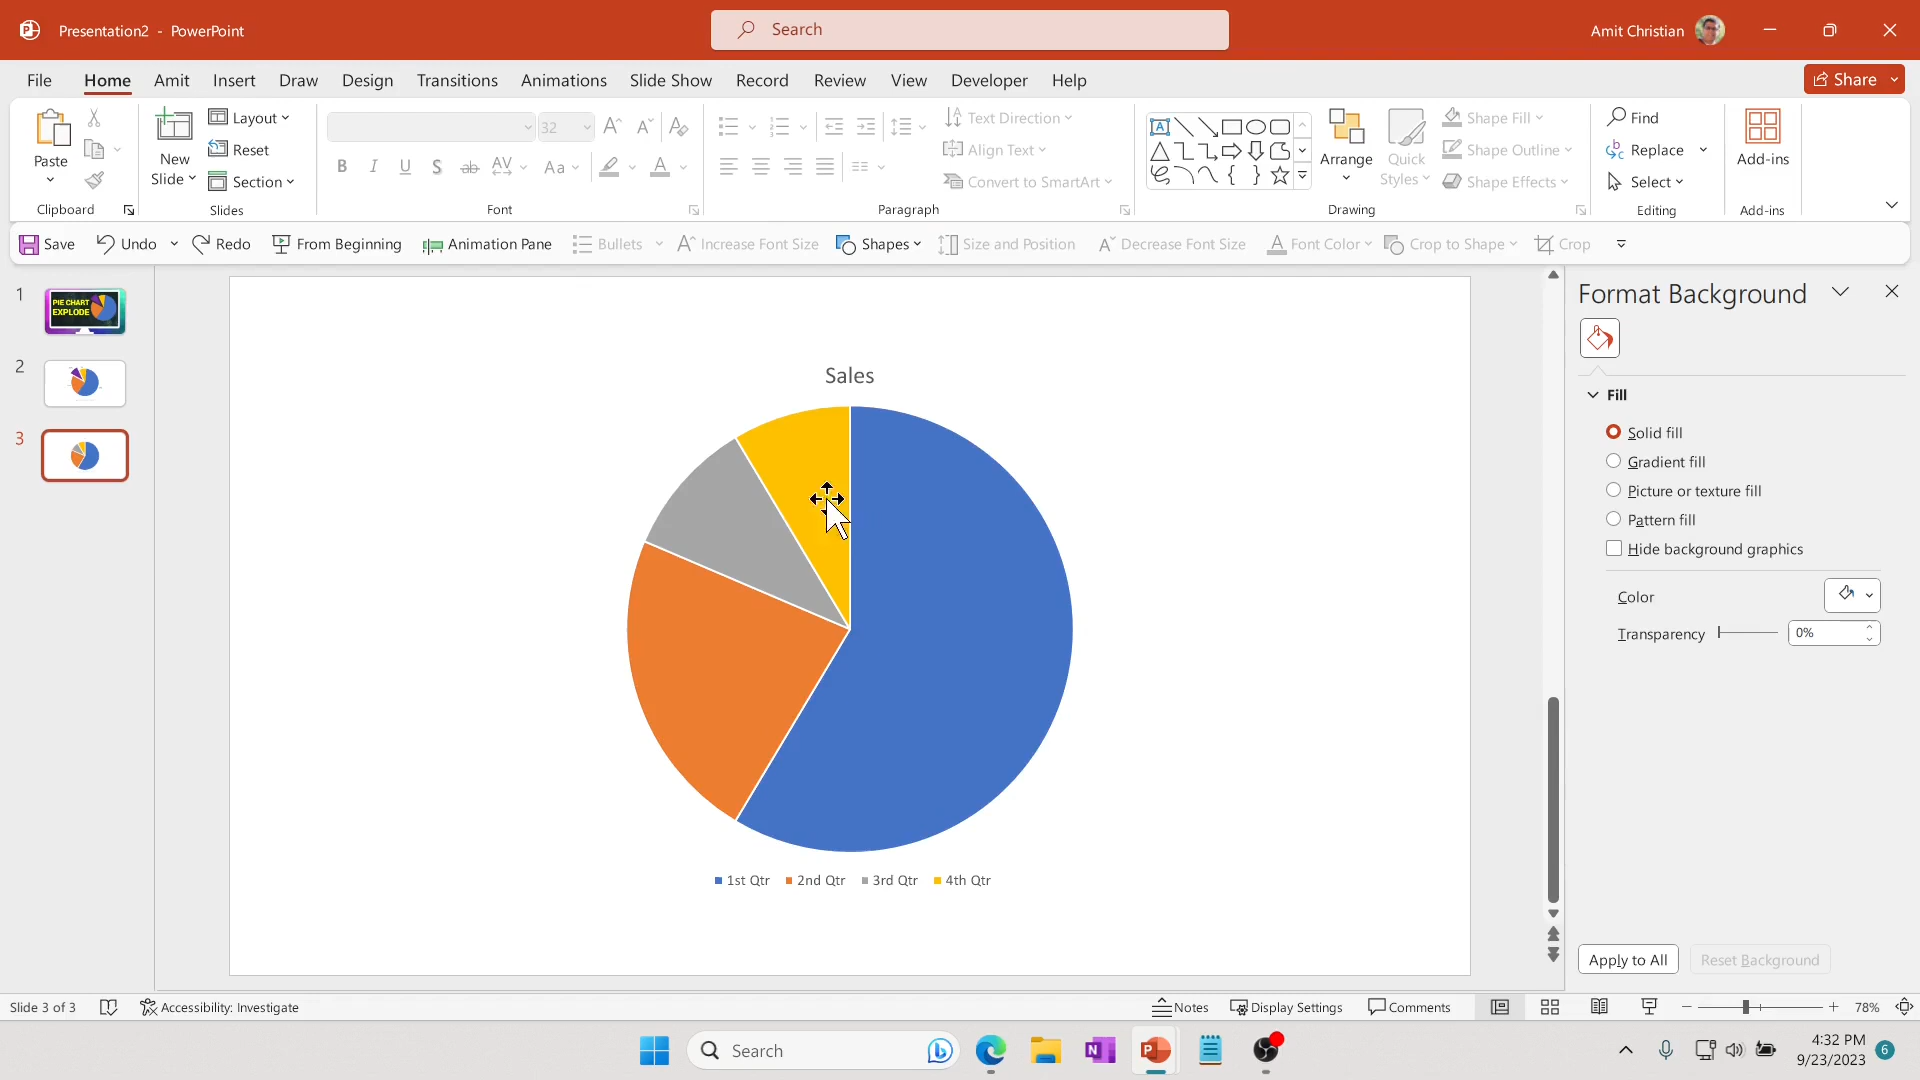 Presentation2 - PowerPoint
Search
Amit Christian
File Home Amit Insert Draw Design Transitions Animations Slide Show Record Review View Developer Help
Share
Paste
New Slide
Layout
Reset
Section
32
Text Direction
Align Text
Convert to SmartArt
Arrange
Quick Styles
Shape Fill
Shape Outline
Shape Effects
Find
Replace
Select
Add-ins
Clipboard Slides Font Paragraph Drawing Editing Add-ins
Save Undo Redo From Beginning Animation Pane Bullets Increase Font Size Shapes Size and Position Decrease Font Size Font Color Crop to Shape Crop
1
PIE CHART
EXPLODE
2
3
Sales
1st Qtr 2nd Qtr 3rd Qtr 4th Qtr
Format Background
Fill
Solid fill
Gradient fill
Picture or texture fill
Pattern fill
Hide background graphics
Color
Transparency 0%
Apply to All Reset Background
Slide 3 of 3 Accessibility: Investigate Notes Display Settings Comments 78%
Search
4:32 PM
9/23/2023
6